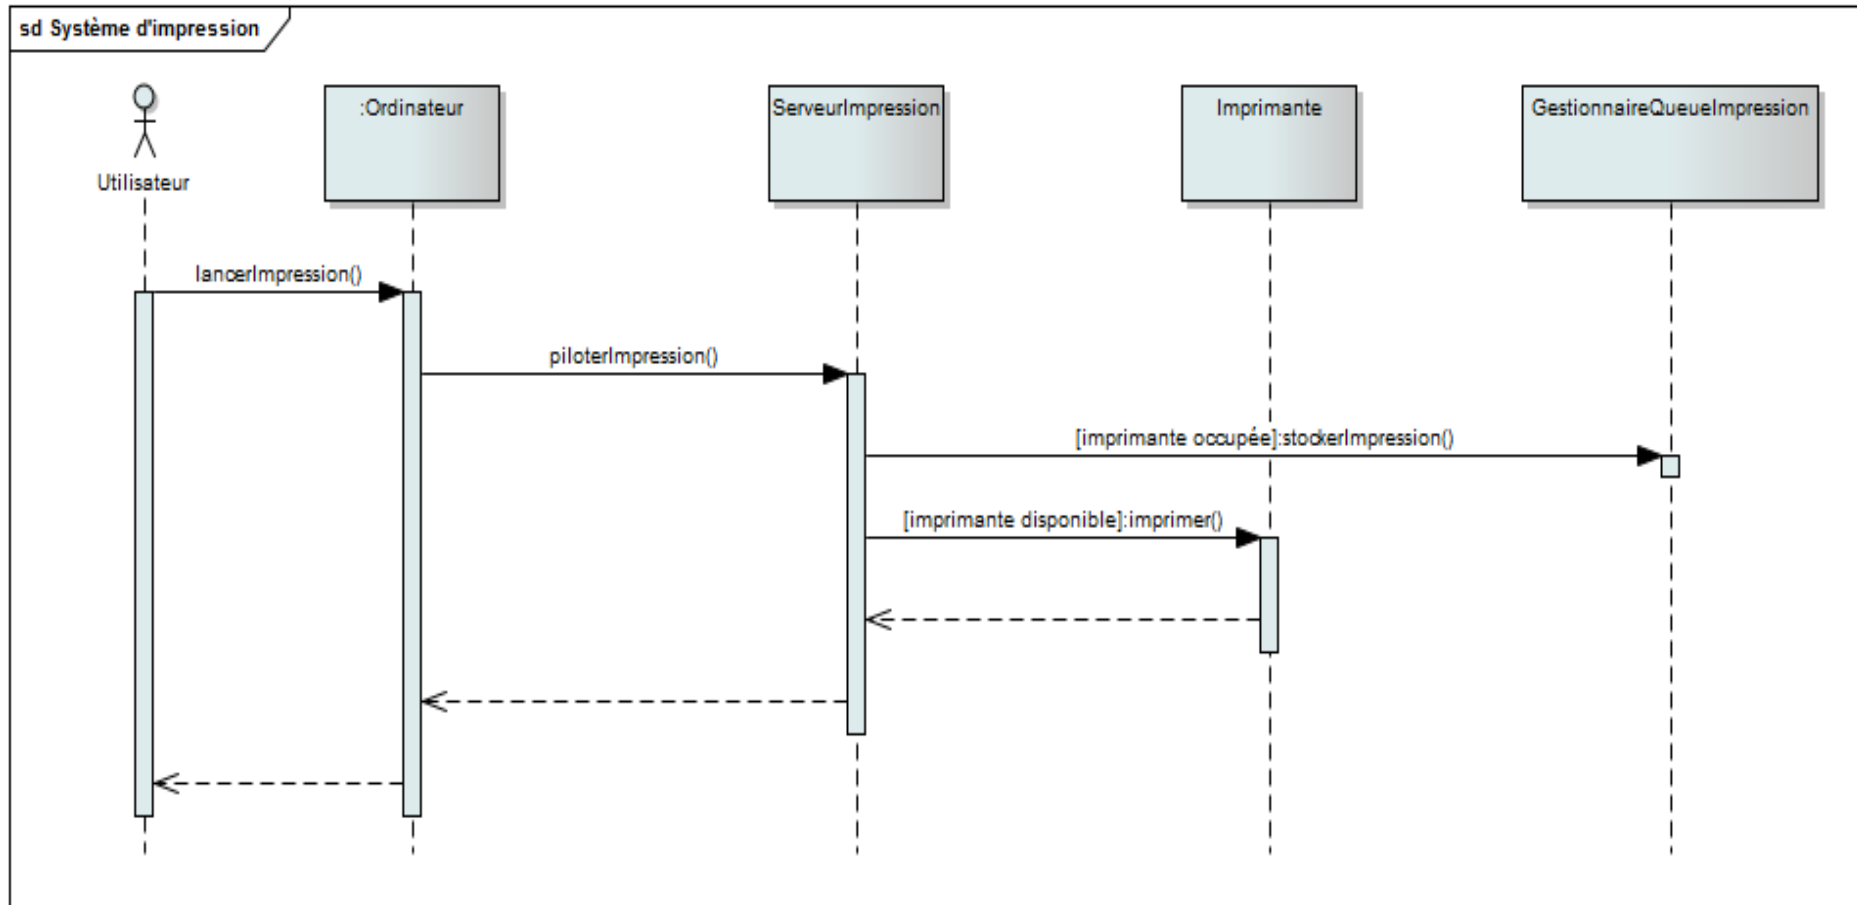 sd Système d'impression
:Ordinateur
ServeurImpression
Imprimante
GestionnaireQueueImpression
Utilisateur
lancerImpression()
piloterImpression()
[imprimante occupée]:stockerImpression()
[imprimante disponible]:imprimer()